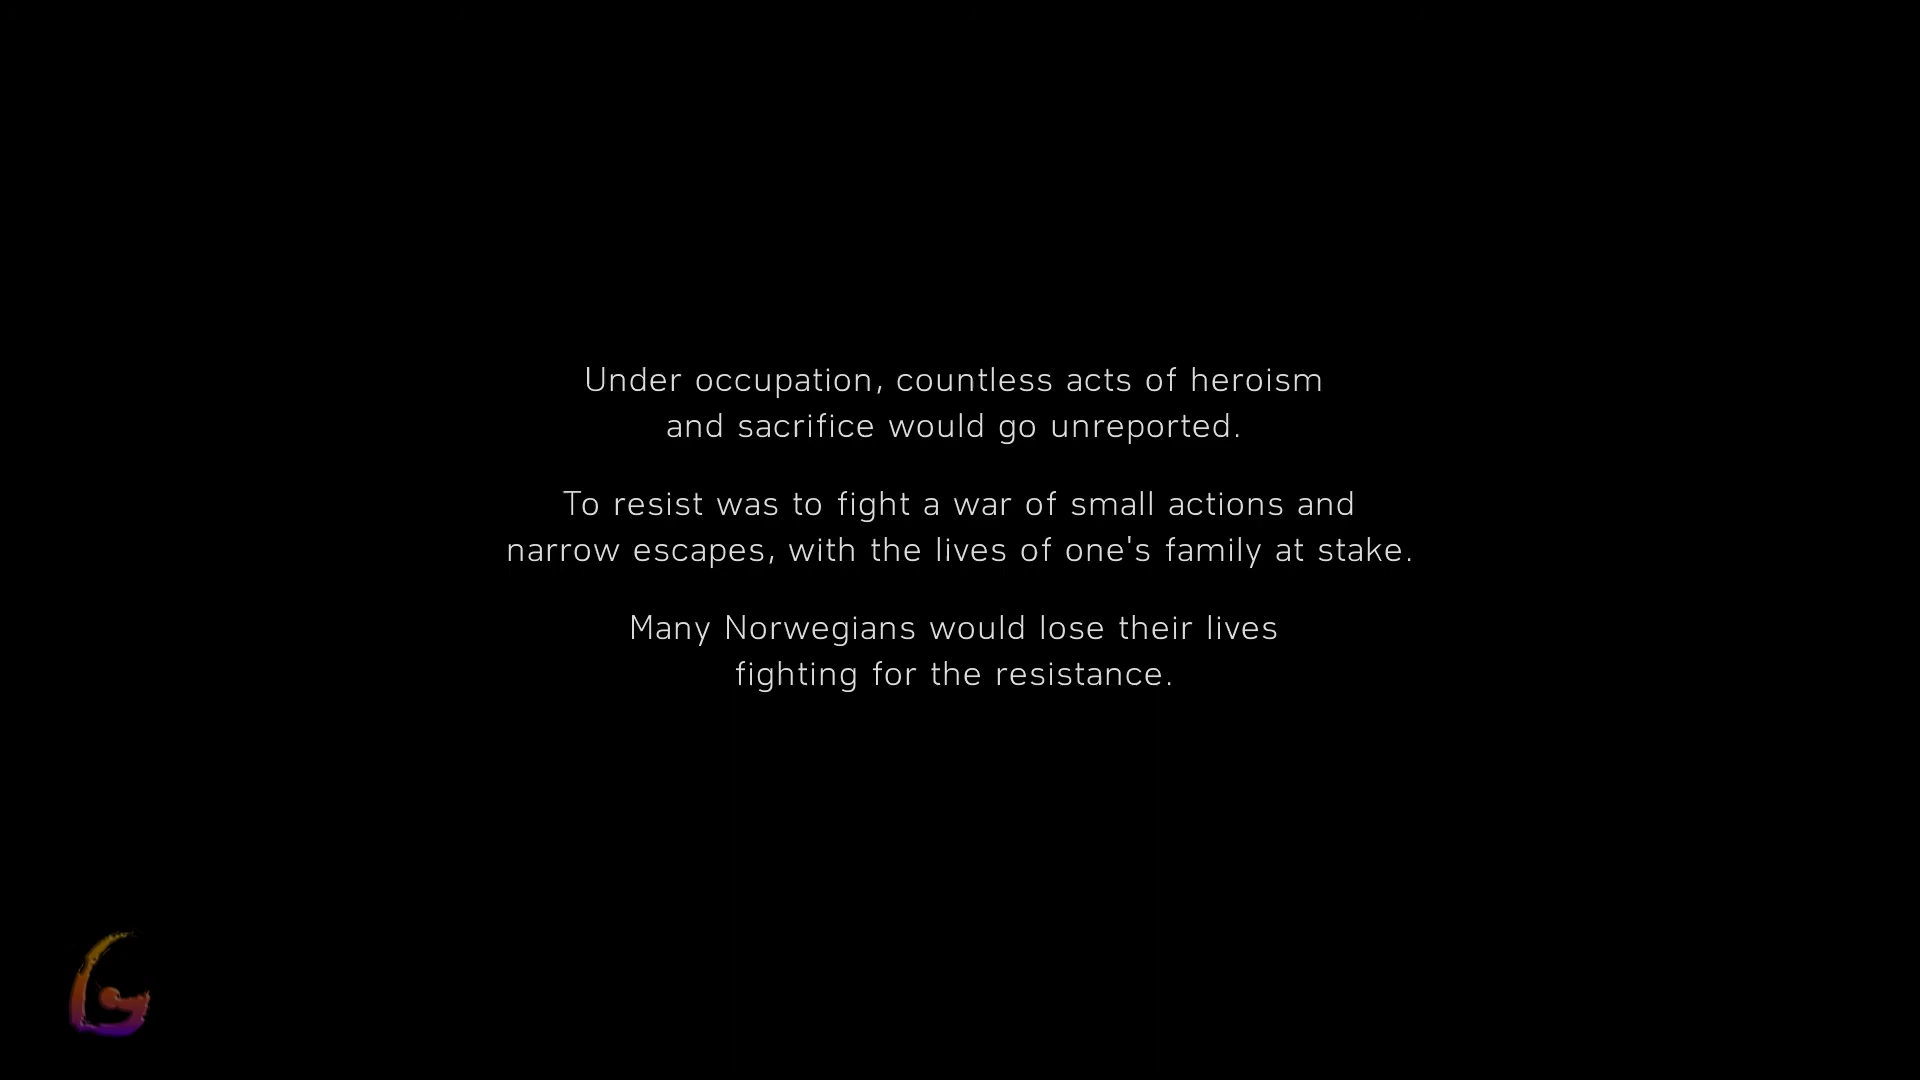 Under occupation, countless acts of heroism
and sacrifice would go unreported.
To resist was to fight a war of small actions and
narrow escapes, with the lives of one's family at stake.
Many Norwegians would lose their lives
fighting for the resistance.